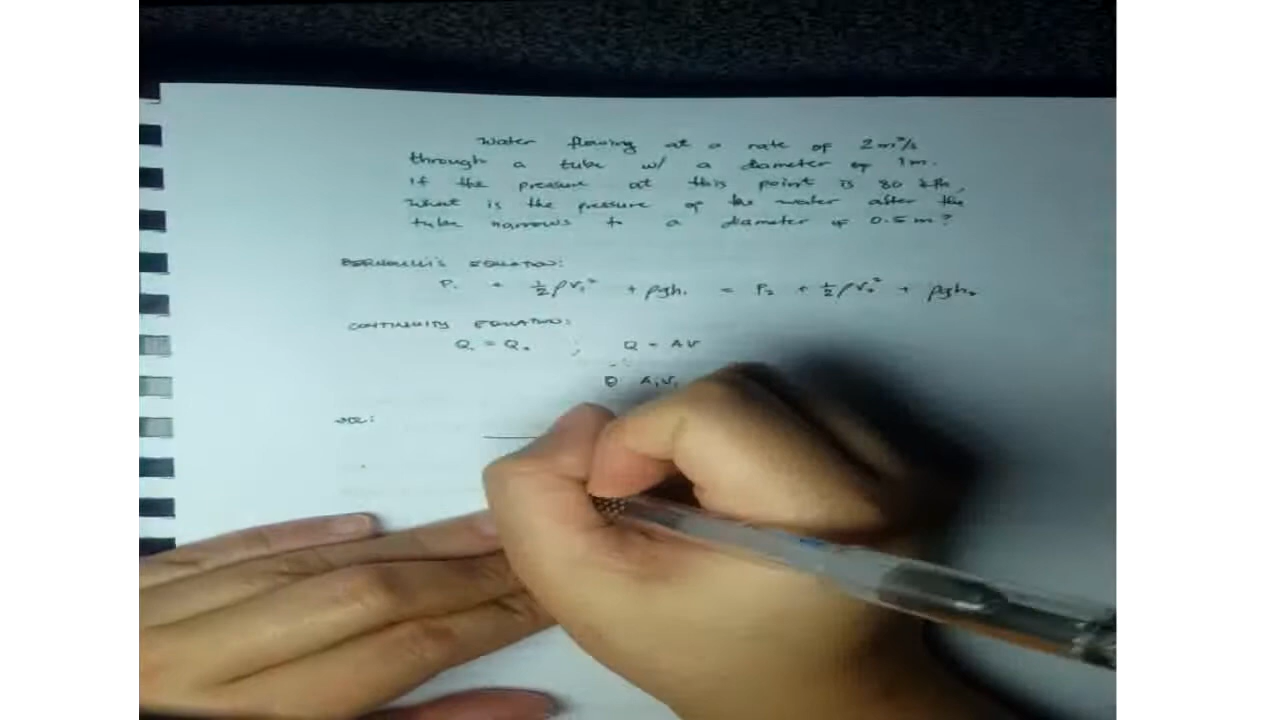 Water flowing at a rate of 2 m³/s
through a tube w/ a diameter of 1m.
If the pressure at this point is 80 kPa,
What is the pressure of the water after the
tube narrows to a diameter of 0.5m?
BERNOULLI'S EQUATION:
P₁ + ½ρv₁² + ρgh₁ = P₂ + ½ρv₂² + ρgh₂
CONTINUITY EQUATION:
Q₁ = Q₂ ; Q = AV
A₁V₁